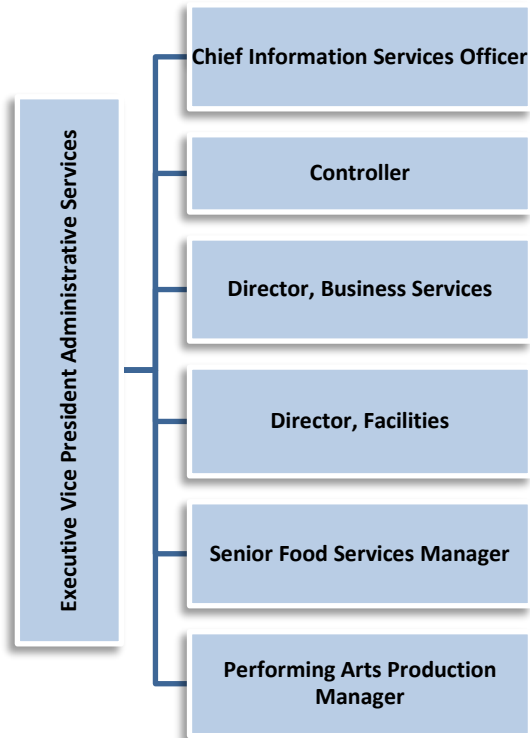 Executive Vice President Administrative Services
Chief Information Services Officer
Controller
Director, Business Services
Director, Facilities
Senior Food Services Manager
Performing Arts Production
Manager